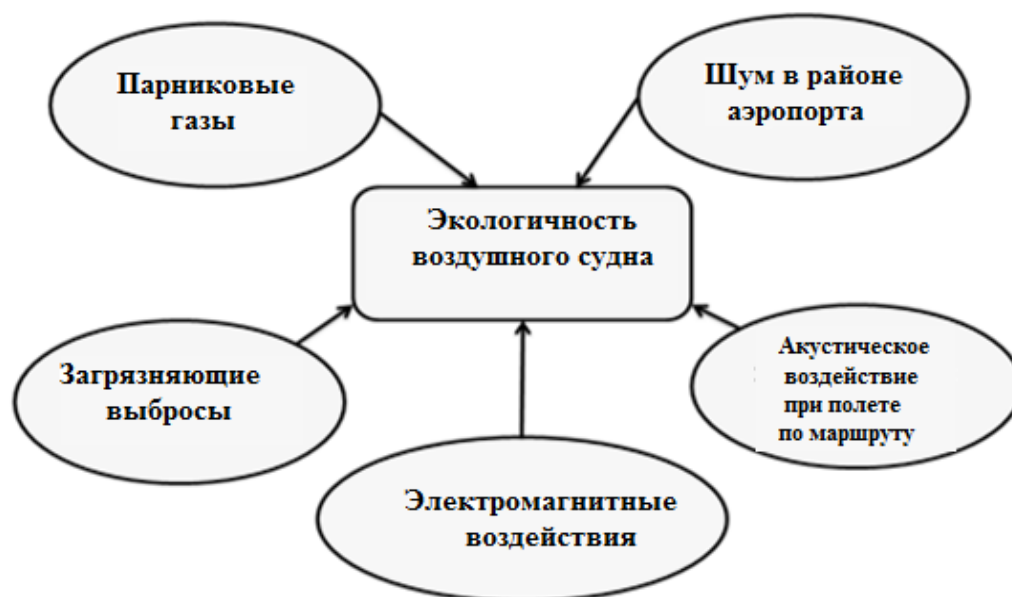 Парниковые
газы
Шум в районе
аэропорта
Экологичность
воздушного судна
Загрязняющие
выбросы
Акустическое
воздействие
при полете
по маршруту
Электромагнитные
воздействия